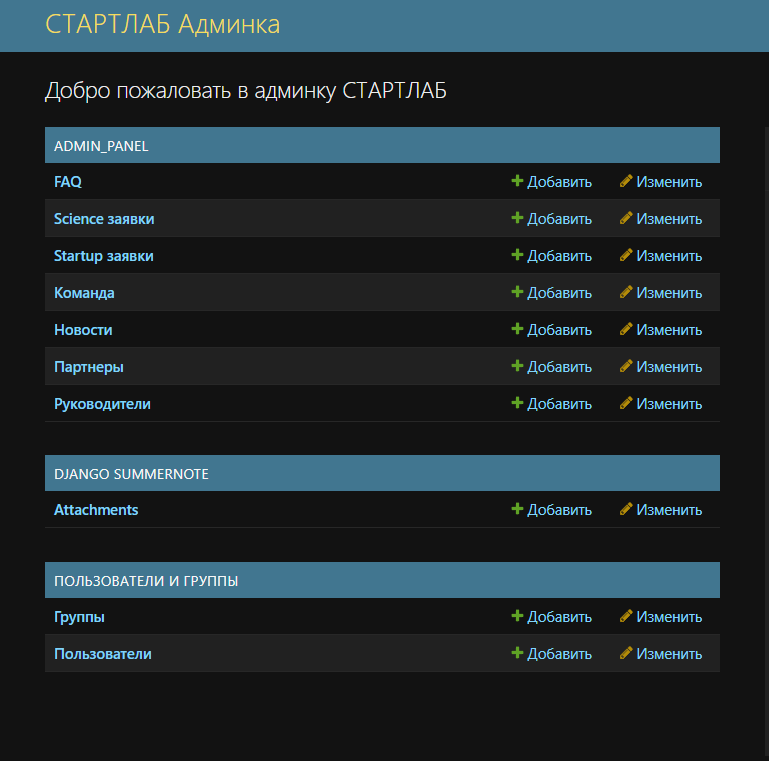 СТАРТЛАБ Админка
Добро пожаловать в админку СТАРТЛАБ
ADMIN_PANEL
FAQ Добавить Изменить
Science заявки Добавить Изменить
Startup заявки Добавить Изменить
Команда Добавить Изменить
Новости Добавить Изменить
Партнеры Добавить Изменить
Руководители Добавить Изменить
DJANGO SUMMERNOTE
Attachments Добавить Изменить
ПОЛЬЗОВАТЕЛИ И ГРУППЫ
Группы Добавить Изменить
Пользователи Добавить Изменить